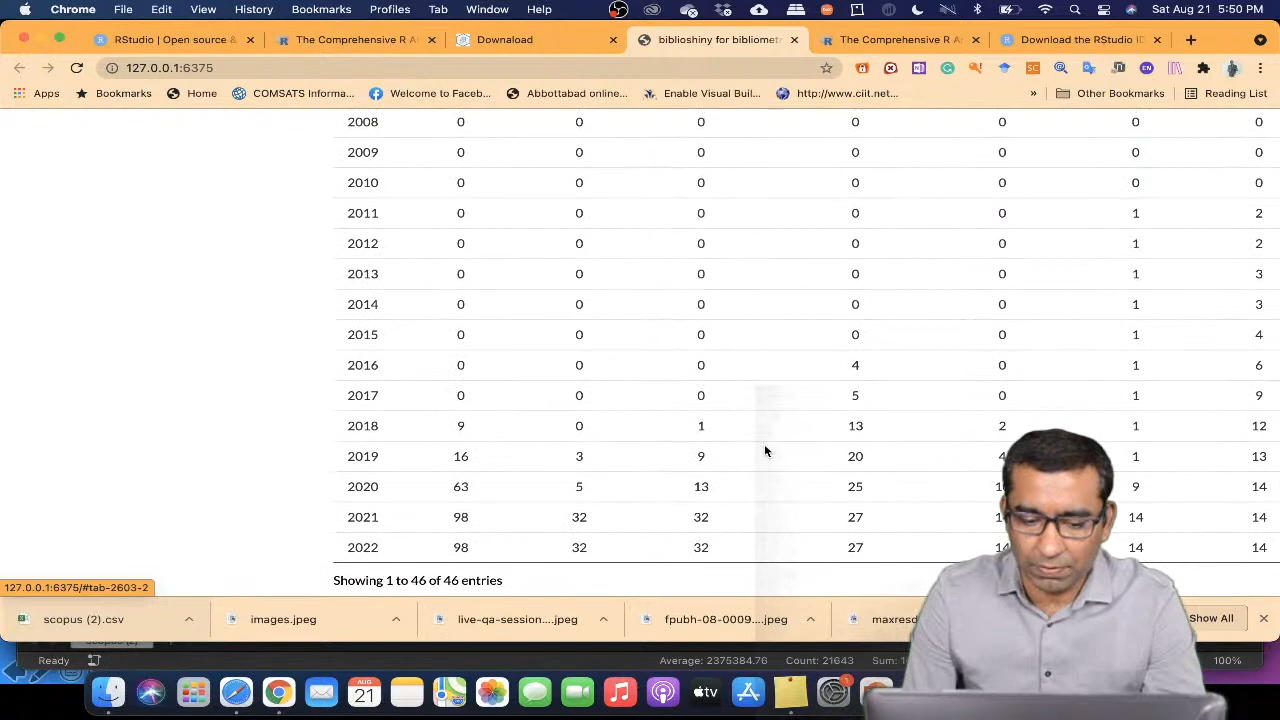 Chrome File Edit View History Bookmarks Profiles Tab Window Help Sat Aug 21 5:50 PM
RStudio | Open source & The Comprehensive R A Downaload biblioshiny for bibliomet The Comprehensive R A Download the RStudio I
127.0.0.1:6375
Apps Bookmarks Home COMSATS Informa... Welcome to Faceb... Abbottabad online... Enable Visual Buil... http://www.ciit.net... » Other Bookmarks Reading List
2008 0 0 0 0 0 0 0
2009 0 0 0 0 0 0 0
2010 0 0 0 0 0 0 0
2011 0 0 0 0 0 1 2
2012 0 0 0 0 0 1 2
2013 0 0 0 0 0 1 3
2014 0 0 0 0 0 1 3
2015 0 0 0 0 0 1 4
2016 0 0 0 4 0 1 6
2017 0 0 0 5 0 1 9
2018 9 0 1 13 2 1 12
2019 16 3 9 20 4 1 13
2020 63 5 13 25 9 14
2021 98 32 32 27 14 14
2022 98 32 32 27 14 14 14
Showing 1 to 46 of 46 entries
127.0.0.1:6375/#tab-2603-2
scopus (2).csv images.jpeg live-qa-session....jpeg fpubh-08-0009....jpeg maxresd Show All
Ready Average: 2375384.76 Count: 21643 Sum: 100%
AUG
21
tv
1